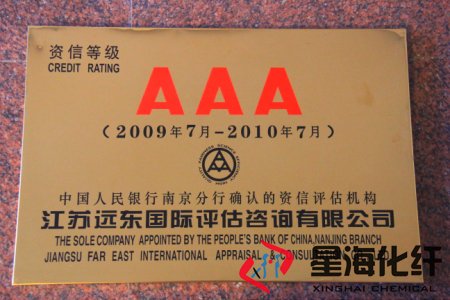 资信等级
CREDIT RATING
AAA
(2009年7月-2010年7月)
中国人民银行南京分行确认的资信评估机构
江苏远东国际评估咨询有限公司
THE SOLE COMPANY APPOINTED BY THE PEOPLE'S BANK OF CHINA,NANJING BRANCH
JIANGSU FAR EAST INTERNATIONAL APPRAISAL & CONSUL
星海化纤
XINGHAI CHEMICAL